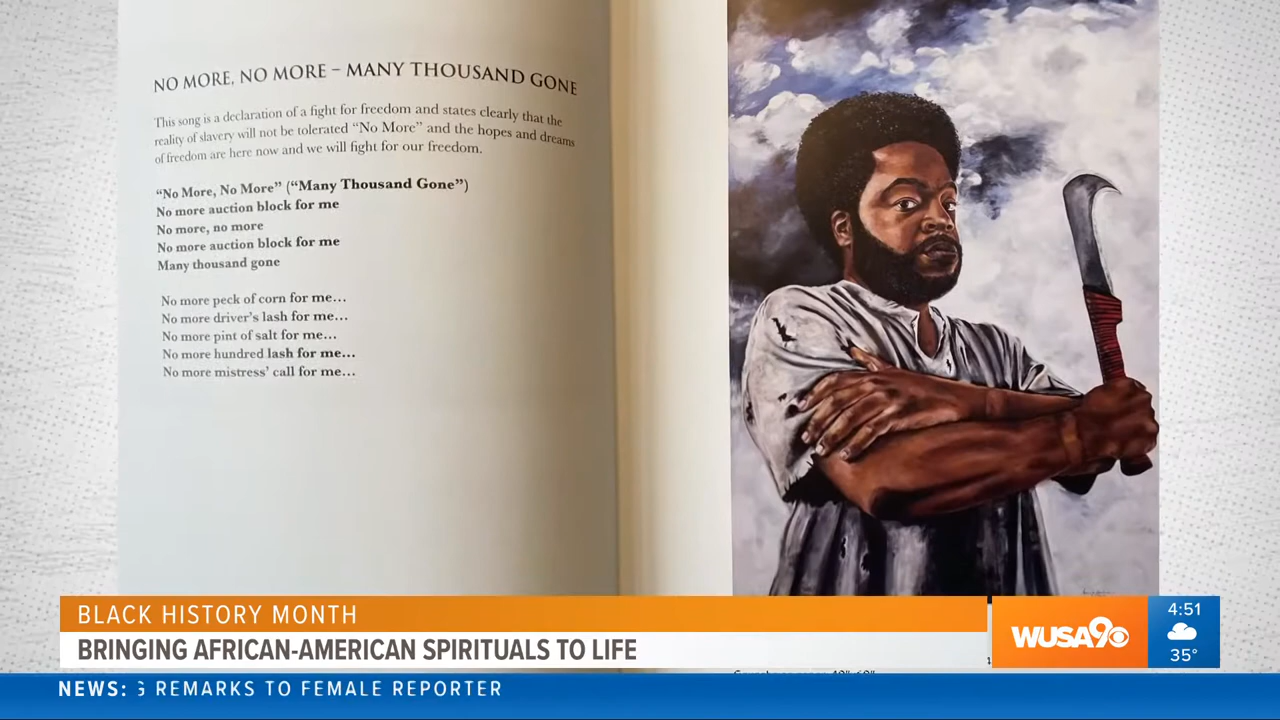 NO MORE, NO MORE – MANY THOUSAND GONE
This song is a declaration of a fight for freedom and states clearly that the
reality of slavery will not be tolerated “No More” and the hopes and dreams
of freedom are here now and we will fight for our freedom.
“No More, No More” (“Many Thousand Gone”)
No more auction block for me
No more, no more
No more auction block for me
Many thousand gone
No more peck of corn for me…
No more driver’s lash for me…
No more pint of salt for me…
No more hundred lash for me…
No more mistress’ call for me…
BLACK HISTORY MONTH
BRINGING AFRICAN-AMERICAN SPIRITUALS TO LIFE
WUSA9
4:51
35°
NEWS: REMARKS TO FEMALE REPORTER